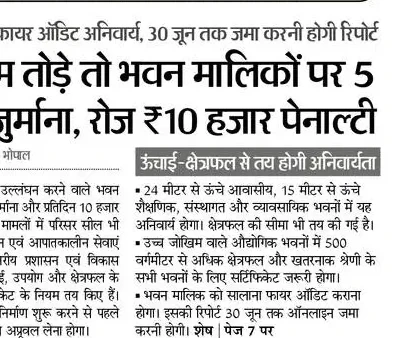 फायर ऑडिट अनिवार्य, 30 जून तक जमा करनी होगी रिपोर्ट
तोड़े तो भवन मालिकों पर 5
जुर्माना, रोज ₹10 हजार पेनाल्टी
भोपाल
उल्लंघन करने वाले भवन
और प्रतिदिन 10 हजार
मामलों में परिसर सील भी
एवं आपातकालीन सेवाएं
प्रशासन एवं विकास
उपयोग और क्षेत्रफल के
के नियम तय किए हैं।
निर्माण शुरू करने से पहले
अप्रूवल लेना होगा।
ऊंचाई-क्षेत्रफल से तय होगी अनिवार्यता
▪ 24 मीटर से ऊंचे आवासीय, 15 मीटर से ऊंचे
शैक्षणिक, संस्थागत और व्यावसायिक भवनों में यह
अनिवार्य होगा। क्षेत्रफल की सीमा भी तय की गई है।
▪ उच्च जोखिम वाले औद्योगिक भवनों में 500
वर्गमीटर से अधिक क्षेत्रफल और खतरनाक श्रेणी के
सभी भवनों के लिए सर्टिफिकेट जरूरी होगा।
▪ भवन मालिक को सालाना फायर ऑडिट कराना
होगा। इसकी रिपोर्ट 30 जून तक ऑनलाइन जमा
करनी होगी। शेष | पेज 7 पर